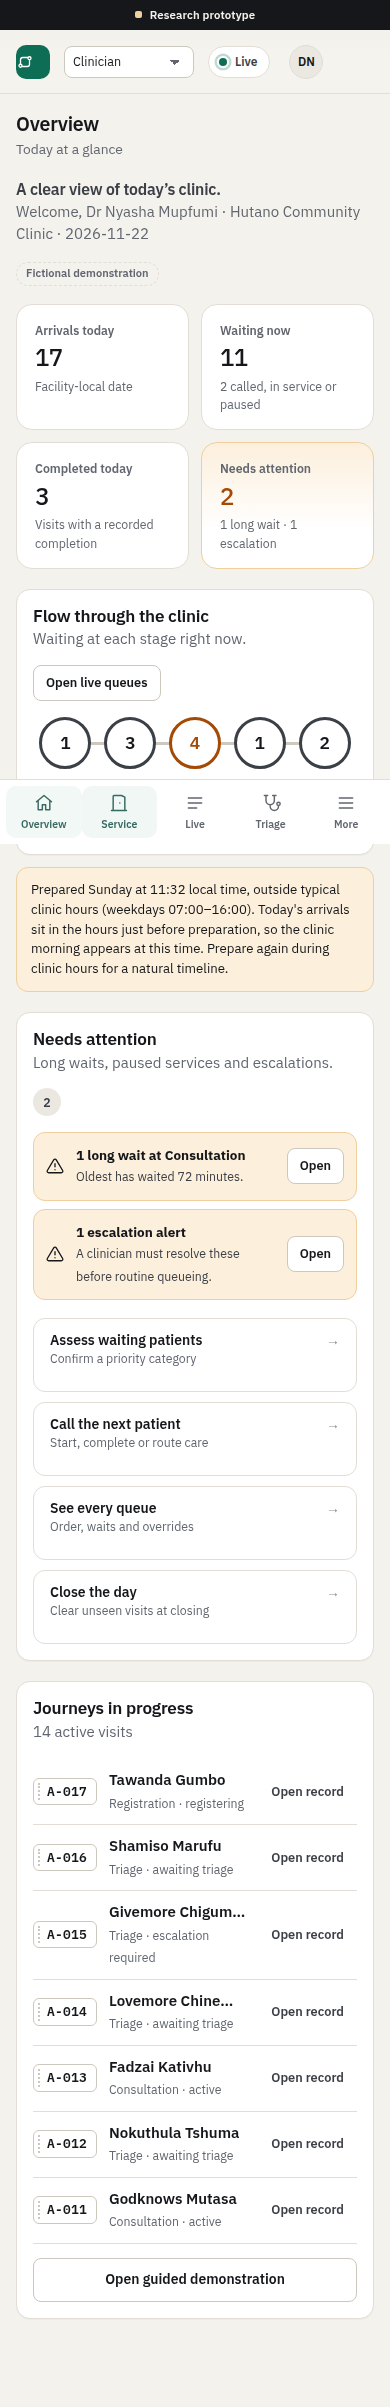 Research prototype
Clinician
Live
DN
Overview
Today at a glance
A clear view of today's clinic.
Welcome, Dr Nyasha Mupfumi · Hutano Community
Clinic · 2026-11-22
Fictional demonstration
Arrivals today
17
Facility-local date
Waiting now
11
2 called, in service or
paused
Completed today
3
Visits with a recorded
completion
Needs attention
2
1 long wait · 1
escalation
Flow through the clinic
Waiting at each stage right now.
Open live queues
1
3
4
1
2
Overview
Service
Live
Triage
More
Prepared Sunday at 11:32 local time, outside typical
clinic hours (weekdays 07:00–16:00). Today's arrivals
sit in the hours just before preparation, so the clinic
morning appears at this time. Prepare again during
clinic hours for a natural timeline.
Needs attention
Long waits, paused services and escalations.
2
1 long wait at Consultation
Oldest has waited 72 minutes.
Open
1 escalation alert
A clinician must resolve these
before routine queueing.
Open
Assess waiting patients →
Confirm a priority category
Call the next patient →
Start, complete or route care
See every queue →
Order, waits and overrides
Close the day →
Clear unseen visits at closing
Journeys in progress
14 active visits
A-017
Tawanda Gumbo
Registration · registering
Open record
A-016
Shamiso Marufu
Triage · awaiting triage
Open record
A-015
Givemore Chigum...
Triage · escalation
required
Open record
A-014
Lovemore Chine...
Triage · awaiting triage
Open record
A-013
Fadzai Kativhu
Consultation · active
Open record
A-012
Nokuthula Tshuma
Triage · awaiting triage
Open record
A-011
Godknows Mutasa
Consultation · active
Open record
Open guided demonstration